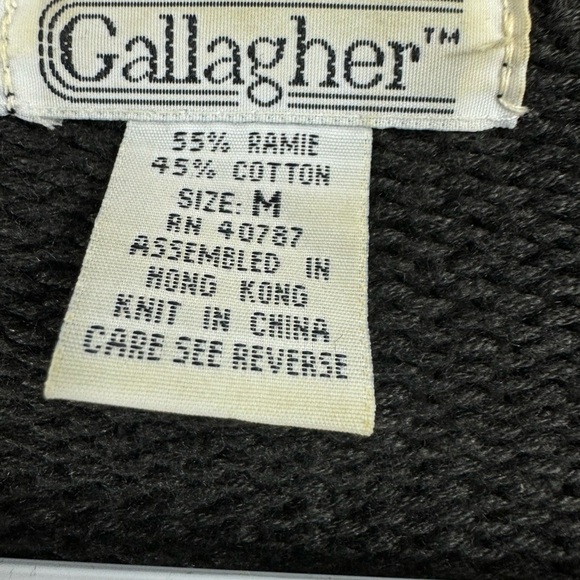 Gallagher™
55% RAMIE
45% COTTON
SIZE: M
RN 40787
ASSEMBLED IN
HONG KONG
KNIT IN CHINA
CARE SEE REVERSE